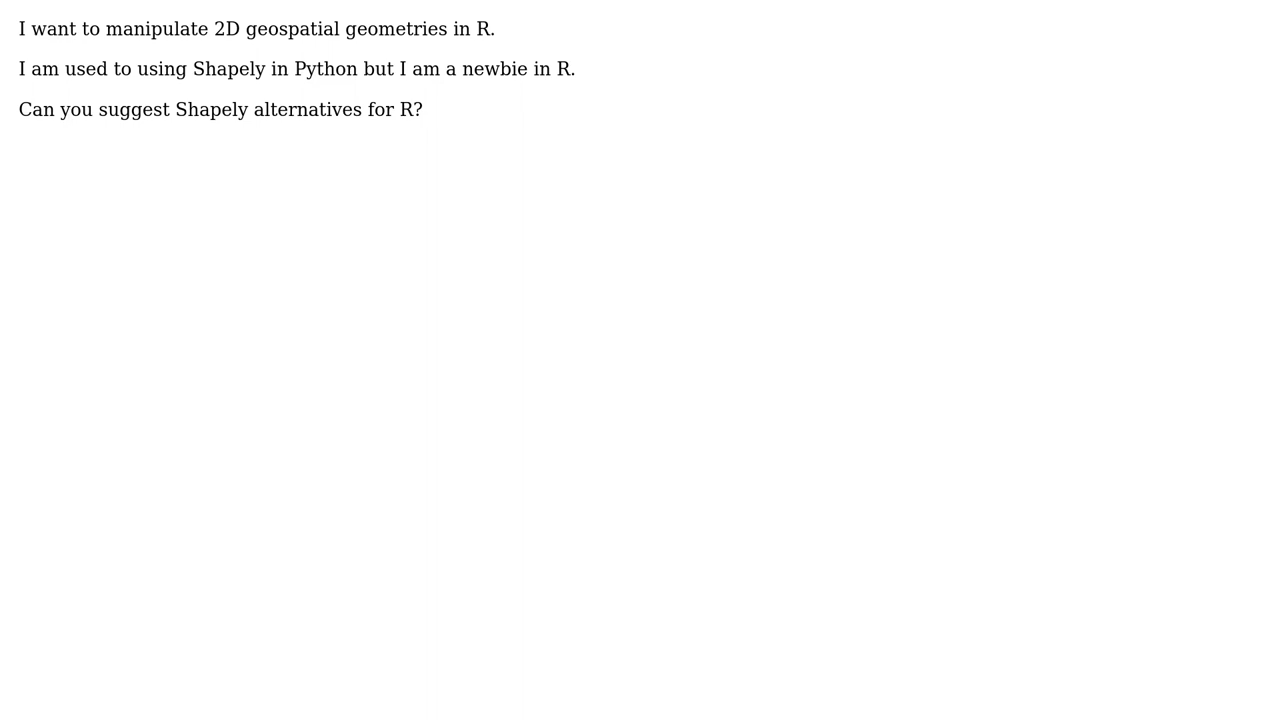 I want to manipulate 2D geospatial geometries in R.
I am used to using Shapely in Python but I am a newbie in R.
Can you suggest Shapely alternatives for R?